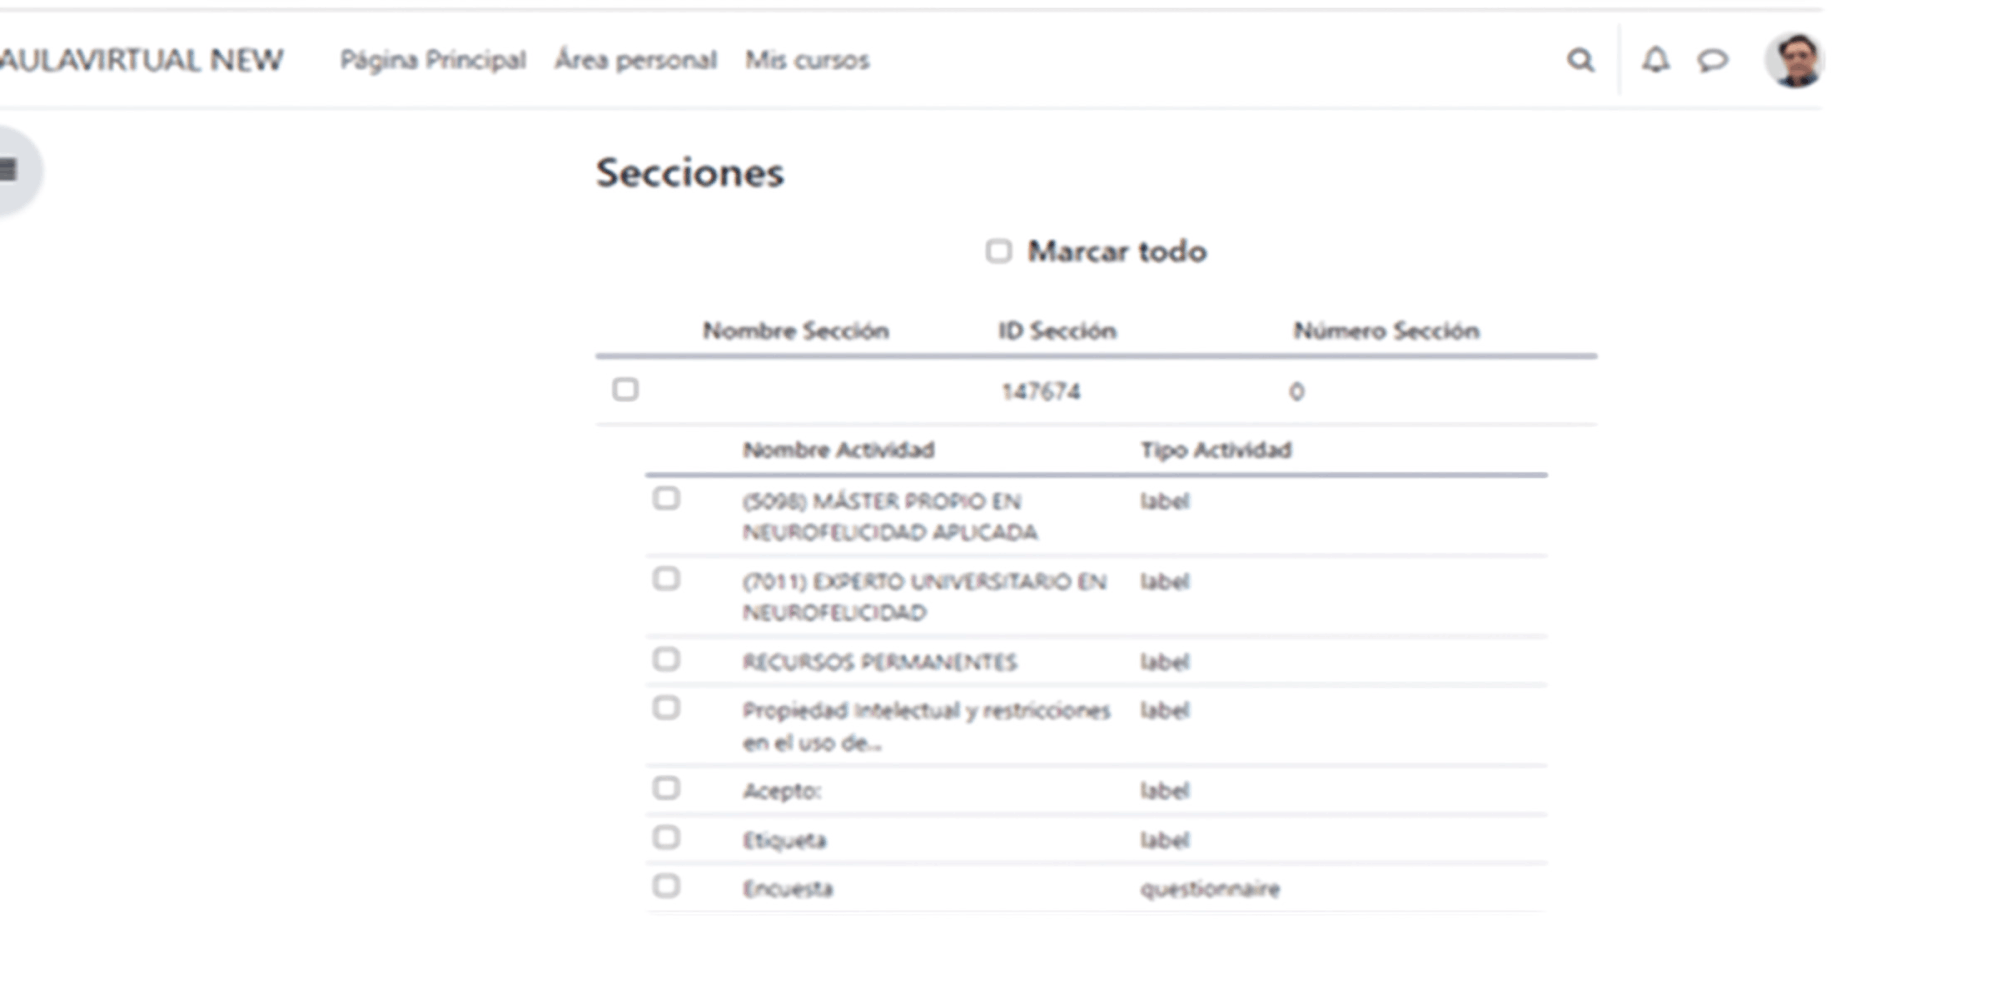 AULAVIRTUAL NEW Página Principal Área personal Mis cursos
Secciones
Marcar todo
Nombre Sección ID Sección Número Sección
147674 0
Nombre Actividad Tipo Actividad
(5098) MÁSTER PROPIO EN label
NEUROFELICIDAD APLICADA
(7011) EXPERTO UNIVERSITARIO EN label
NEUROFELICIDAD
RECURSOS PERMANENTES label
Propiedad Intelectual y restricciones label
en el uso de...
Acepto: label
Etiqueta label
Encuesta questionnaire